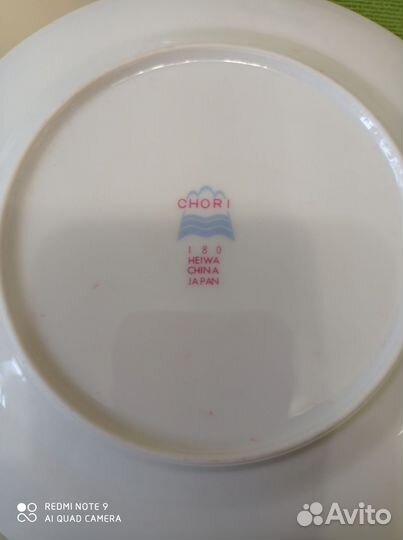 CHORI
180
HEIWA
CHINA
JAPAN
REDMI NOTE 9
AI QUAD CAMERA
Avito